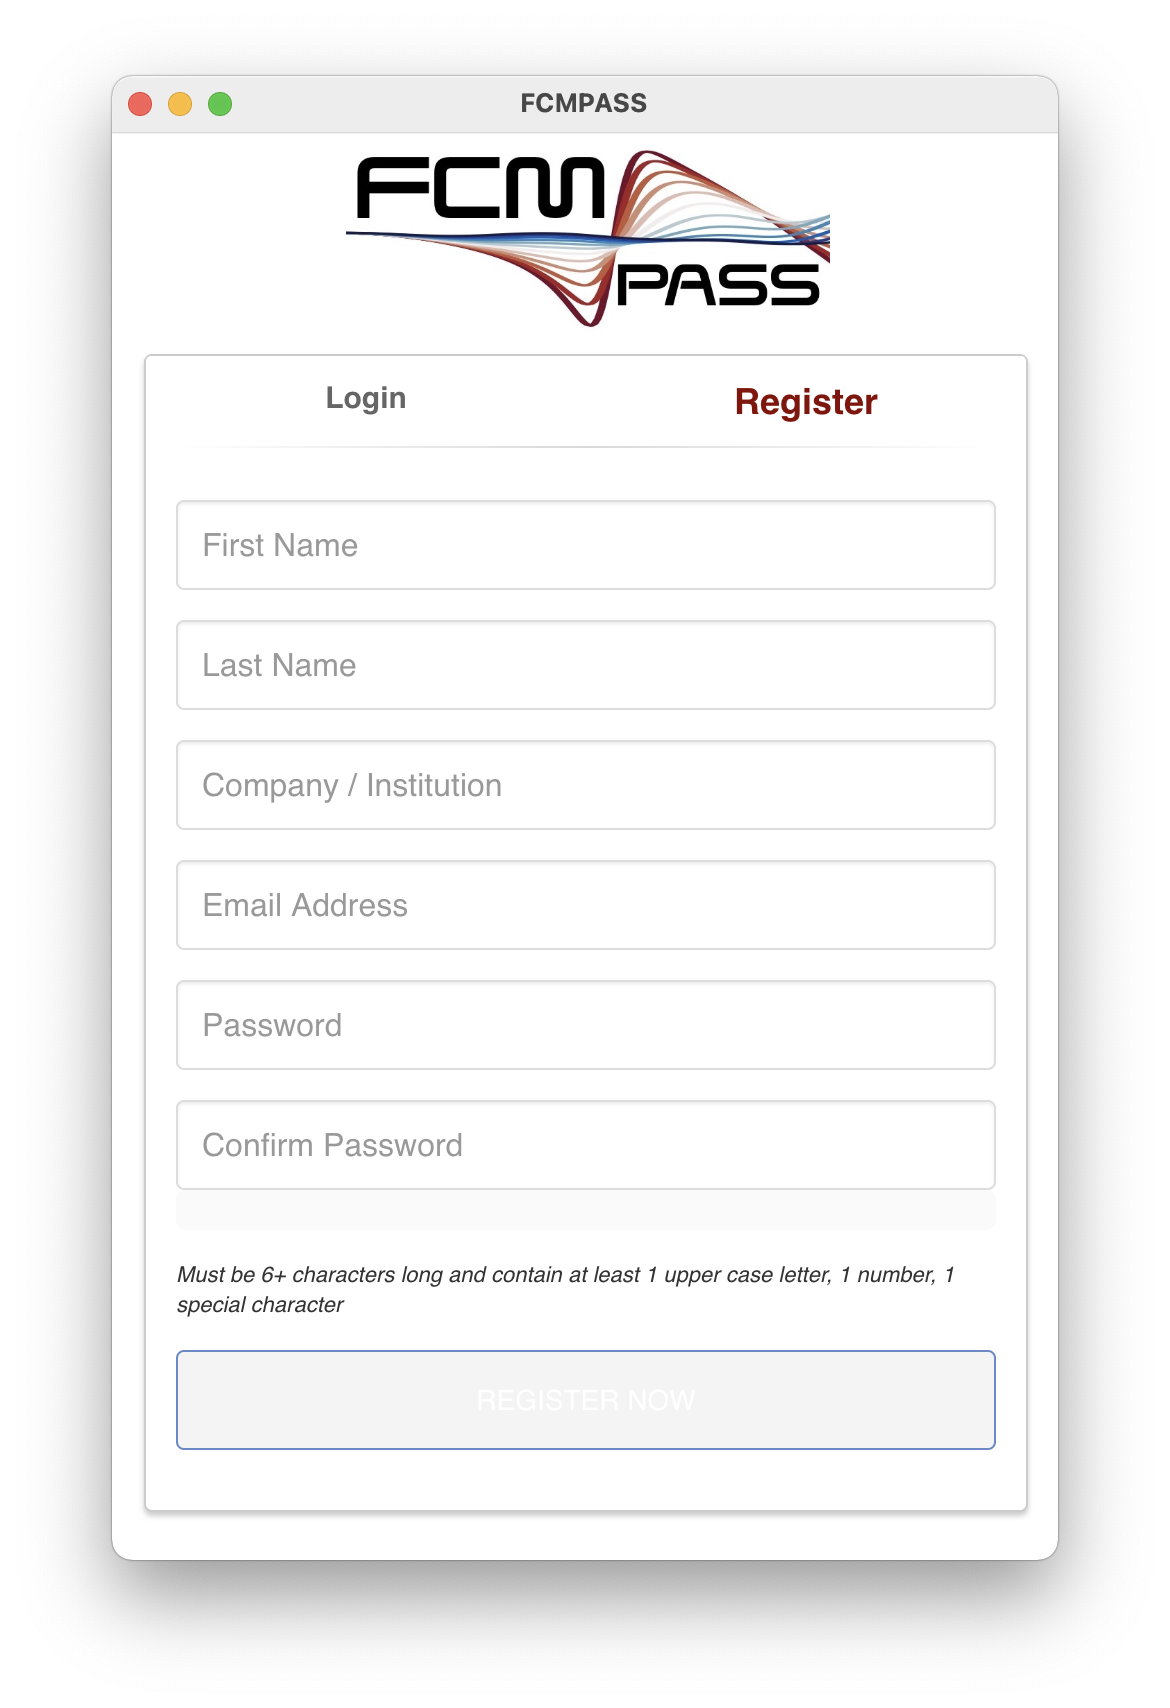 FCMPASS
FCM
PASS
Login
Register
First Name
Last Name
Company / Institution
Email Address
Password
Confirm Password
Must be 6+ characters long and contain at least 1 upper case letter, 1 number, 1
special character
REGISTER NOW